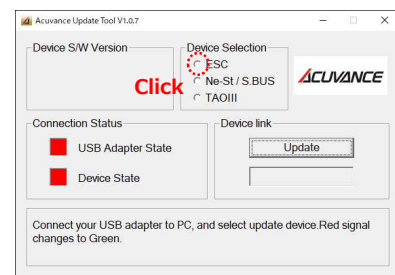 Acuvance Update Tool V1.0.7
Device S/W Version
Device Selection
ESC
Ne-St / S.BUS
TAOIII
Click
ACUVANCE
Connection Status
USB Adapter State
Device State
Device link
Update
Connect your USB adapter to PC, and select update device.Red signal
changes to Green.